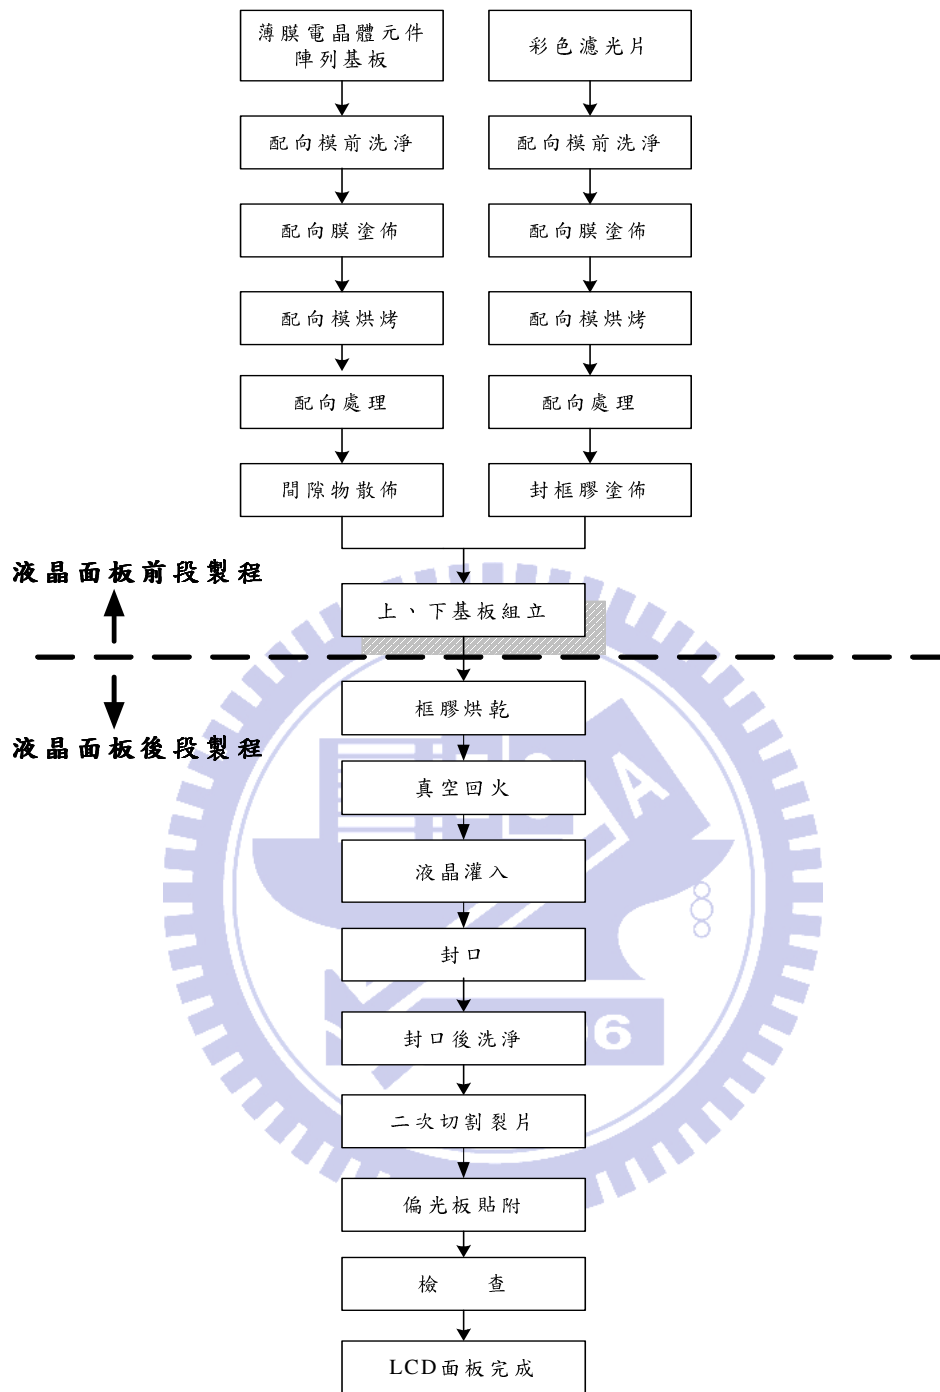 薄膜電晶體元件
陣列基板
彩色濾光片
配向模前洗淨
配向模前洗淨
配向膜塗佈
配向膜塗佈
配向模烘烤
配向模烘烤
配向處理
配向處理
間隙物散佈
封框膠塗佈
液晶面板前段製程
上、下基板組立
框膠烘乾
液晶面板後段製程
真空回火
液晶灌入
封口
封口後洗淨
二次切割裂片
偏光板貼附
檢 查
LCD面板完成